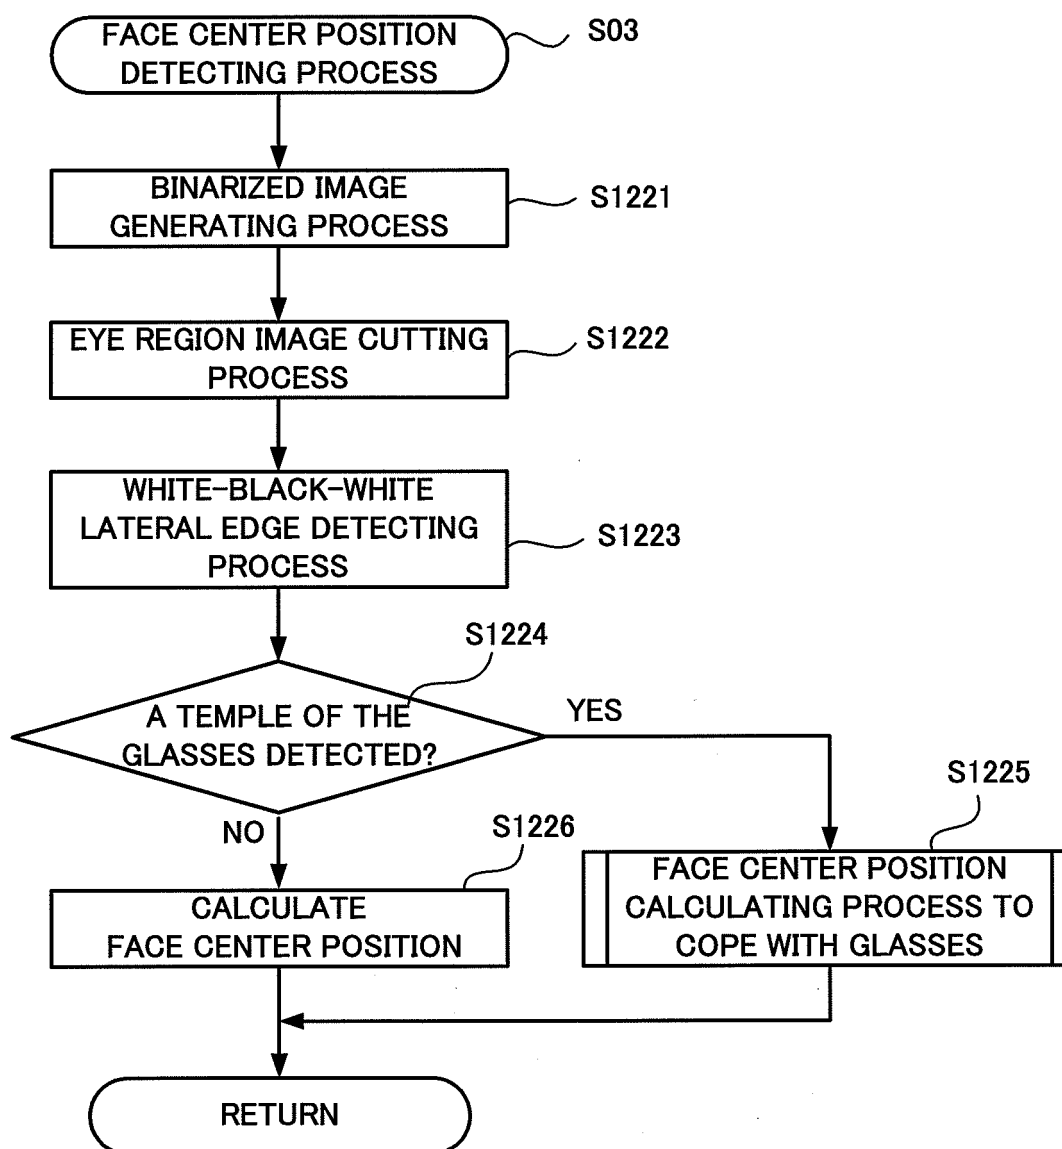 FACE CENTER POSITION
DETECTING PROCESS
S03
BINARIZED IMAGE
GENERATING PROCESS
S1221
EYE REGION IMAGE CUTTING
PROCESS
S1222
WHITE-BLACK-WHITE
LATERAL EDGE DETECTING
PROCESS
S1223
S1224
A TEMPLE OF THE
GLASSES DETECTED?
YES
NO
S1225
S1226
FACE CENTER POSITION
CALCULATING PROCESS TO
COPE WITH GLASSES
CALCULATE
FACE CENTER POSITION
RETURN